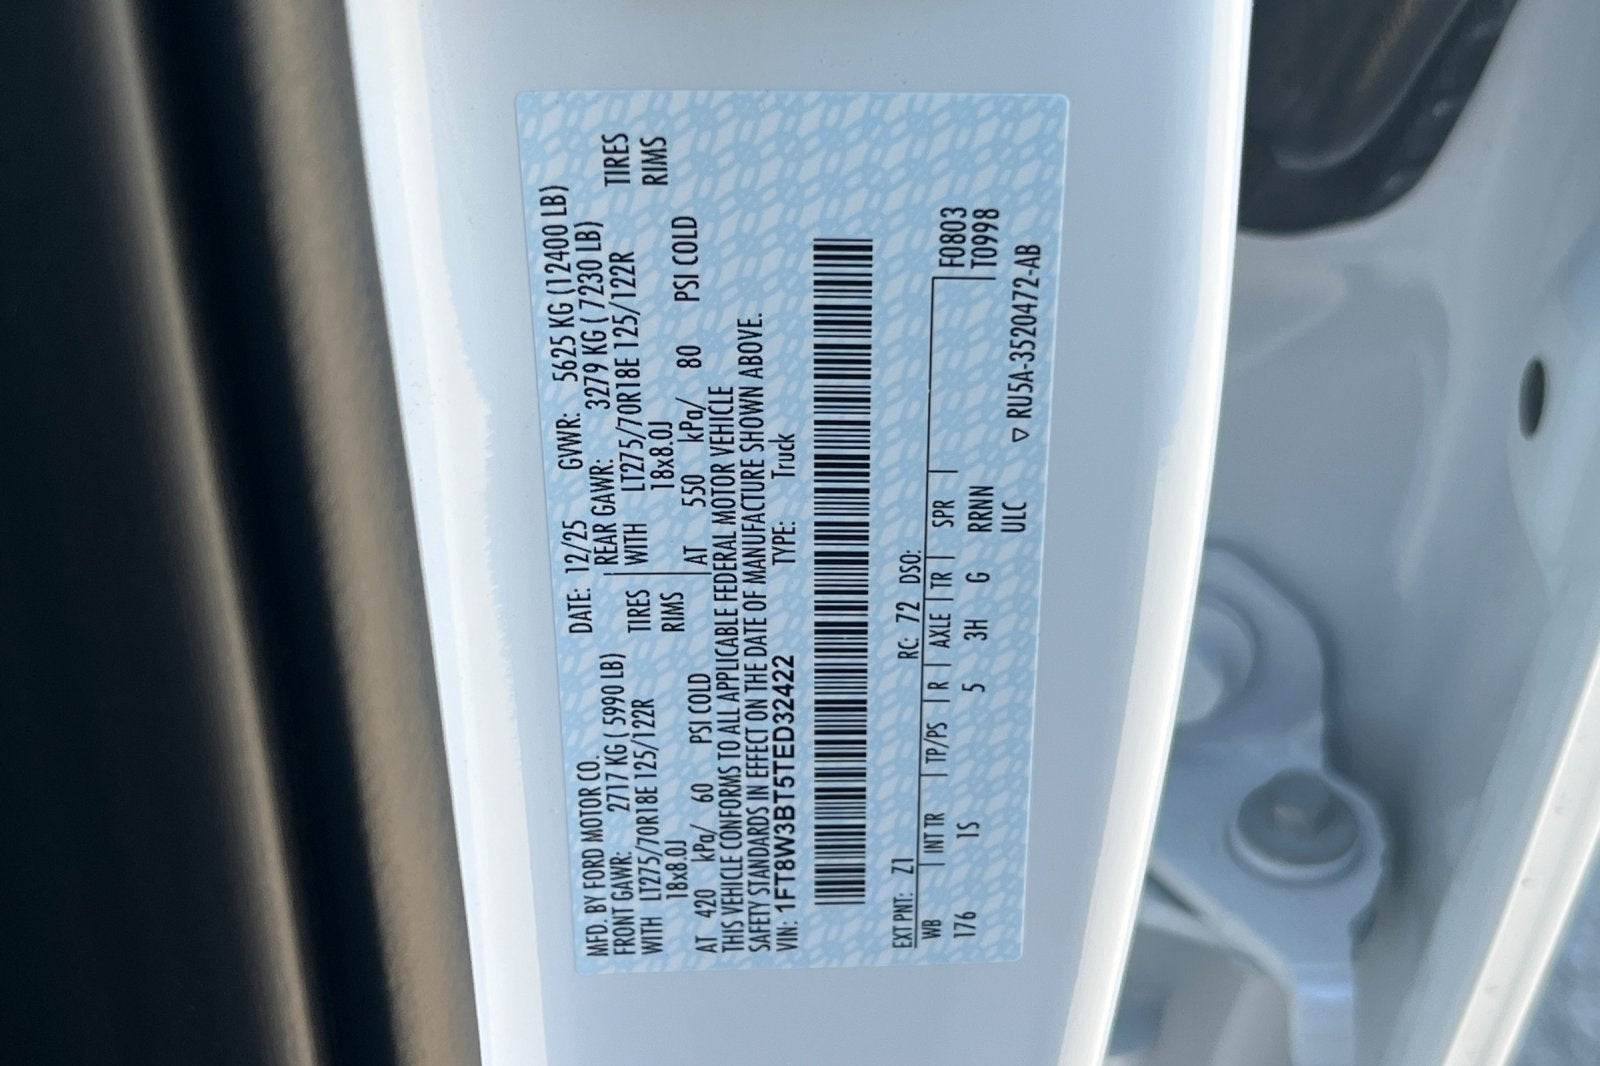 MFD. BY FORD MOTOR CO. DATE: 12/25 GVWR: 5625 KG (12400 LB)
FRONT GAWR: 2717 KG ( 5990 LB) REAR GAWR: 3279 KG ( 7230 LB)
WITH LT275/70R18E 125/122R TIRES WITH LT275/70R18E 125/122R TIRES
18x8.0J RIMS 18x8.0J RIMS
AT 420 kPa/ 60 PSI COLD AT 550 kPa/ 80 PSI COLD
THIS VEHICLE CONFORMS TO ALL APPLICABLE FEDERAL MOTOR VEHICLE
SAFETY STANDARDS IN EFFECT ON THE DATE OF MANUFACTURE SHOWN ABOVE.
VIN: 1FT8W3BT5TED32422 TYPE: Truck
EXT PNT: Z1 RC: 72 DSO:
WB INT TR TP/PS R AXLE TR SPR F0803
176 1S 5 3H G RRNN T0998
ULC
▽ RU5A-3520472-AB